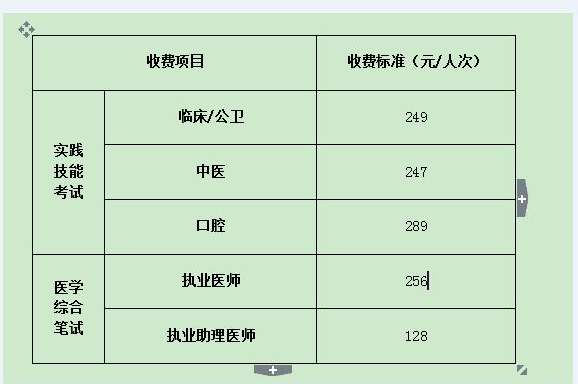 收费项目 收费标准（元/人次）
实践
技能
考试
临床/公卫 249
中医 247
口腔 289
医学
综合
笔试
执业医师 256
执业助理医师 128